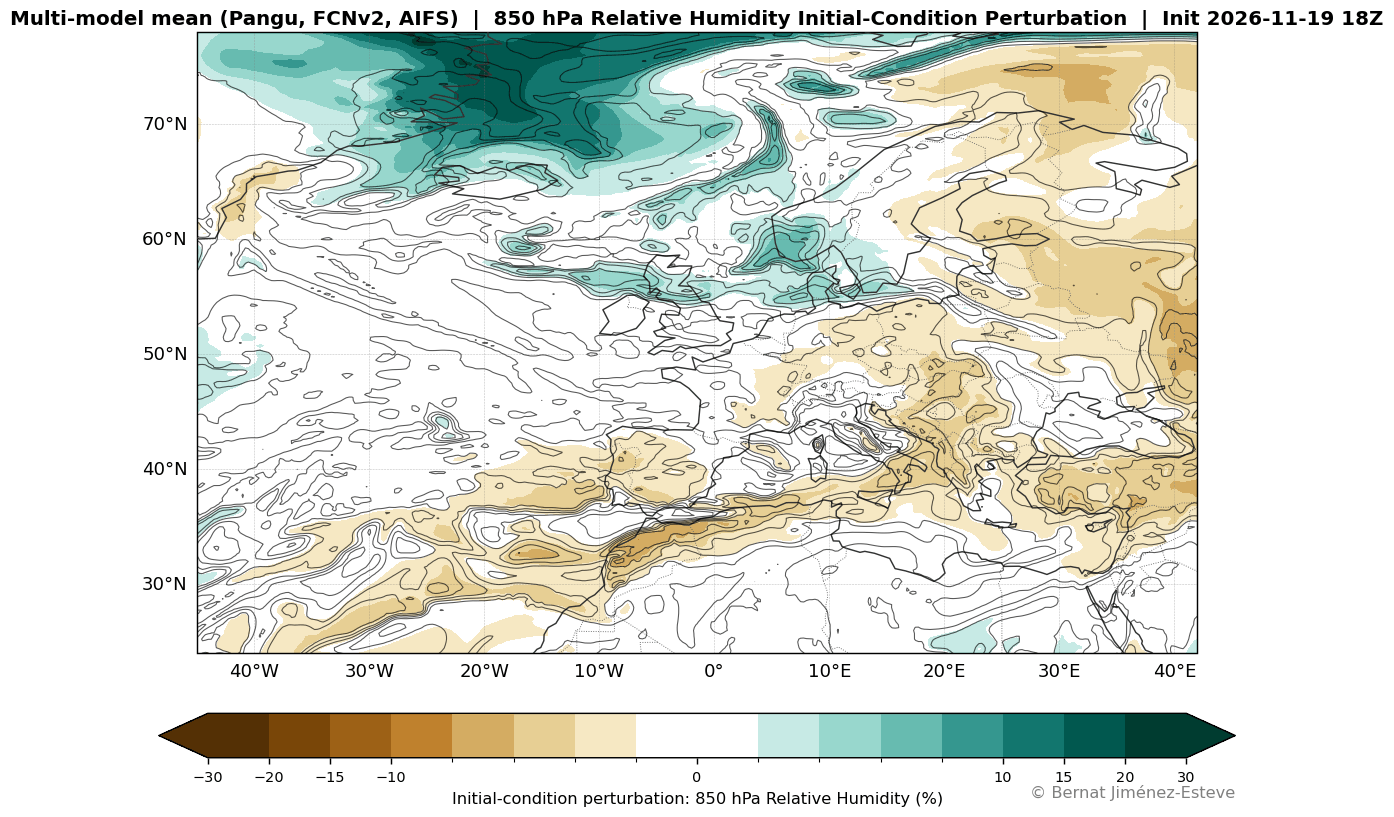 Multi-model mean (Pangu, FCNv2, AIFS)  |  850 hPa Relative Humidity Initial-Condition Perturbation  |  Init 2026-11-19 18Z
70°N
60°N
50°N
40°N
30°N
40°W 30°W 20°W 10°W 0° 10°E 20°E 30°E 40°E
−30 −20 −15 −10 0 10 15 20 30
Initial-condition perturbation: 850 hPa Relative Humidity (%)
© Bernat Jiménez-Esteve